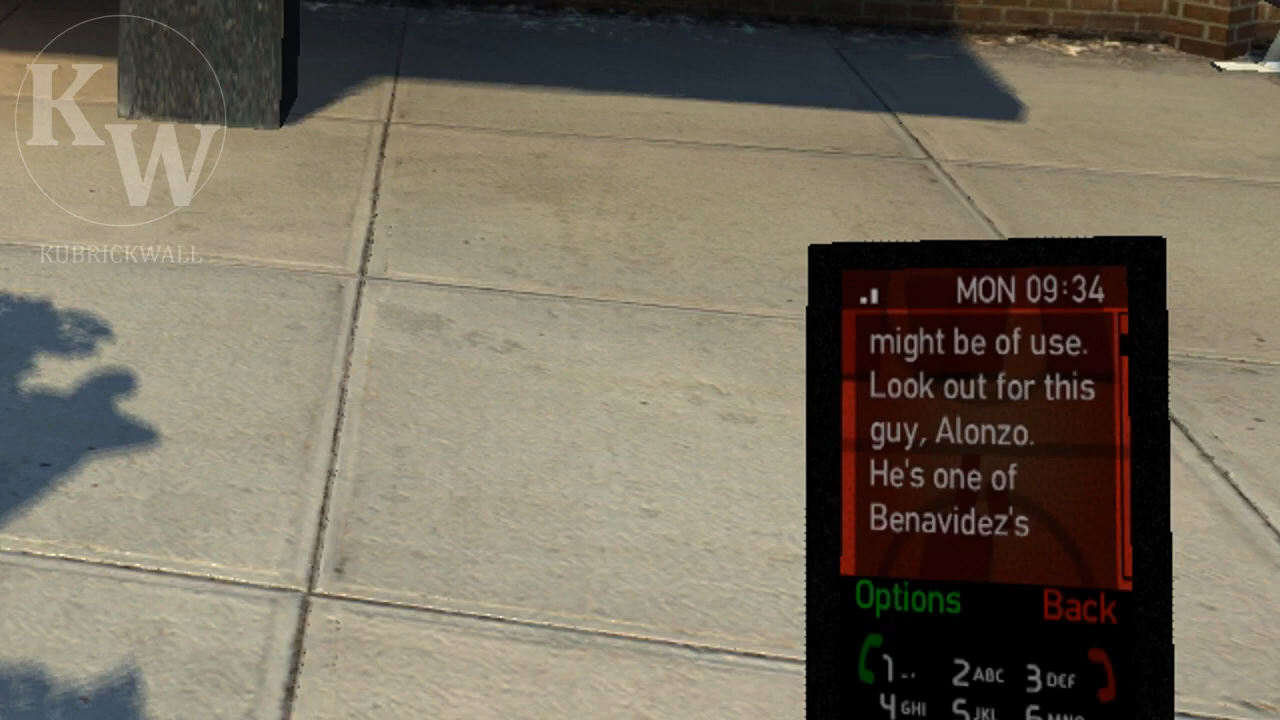 KW
KUBRICKWALL
MON 09:34
might be of use.
Look out for this
guy, Alonzo.
He's one of
Benavidez's
Options Back
1 2ABC 3DEF
4GHI 5JKL 6MNO